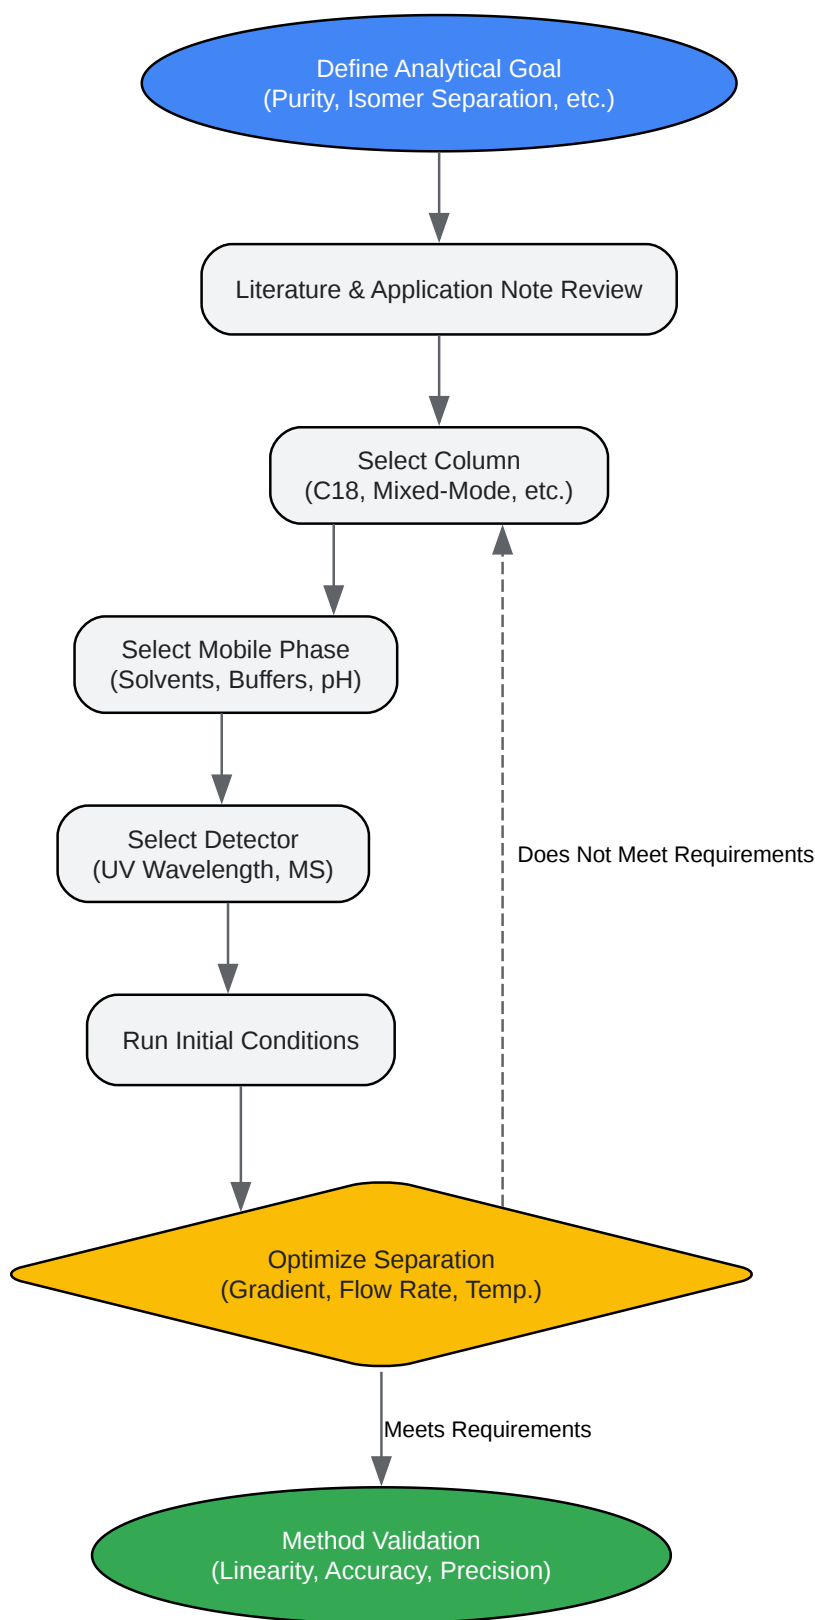 Define Analytical Goal
(Purity, Isomer Separation, etc.)
Literature & Application Note Review
Select Column
(C18, Mixed-Mode, etc.)
Select Mobile Phase
(Solvents, Buffers, pH)
Select Detector
(UV Wavelength, MS)
Does Not Meet Requirements
Run Initial Conditions
Optimize Separation
(Gradient, Flow Rate, Temp.)
Meets Requirements
Method Validation
(Linearity, Accuracy, Precision)